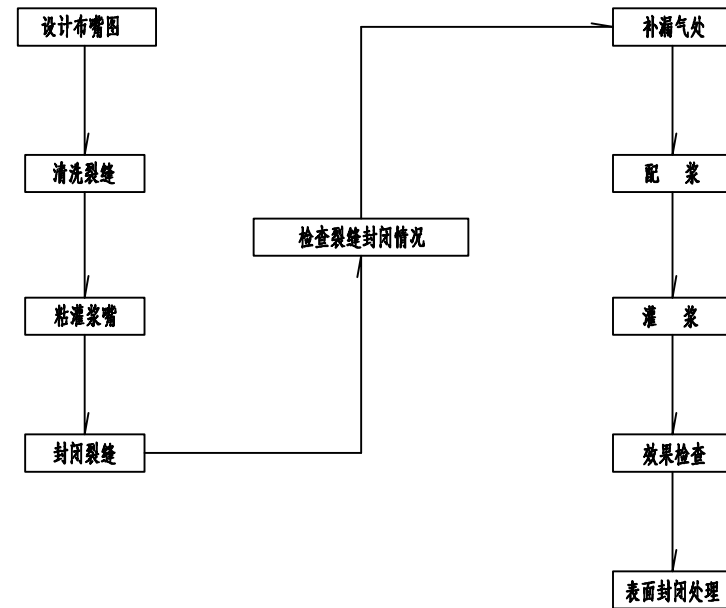 设计布嘴图
清洗裂缝
粘灌浆嘴
封闭裂缝
检查裂缝封闭情况
补漏气处
配 浆
灌 浆
效果检查
表面封闭处理